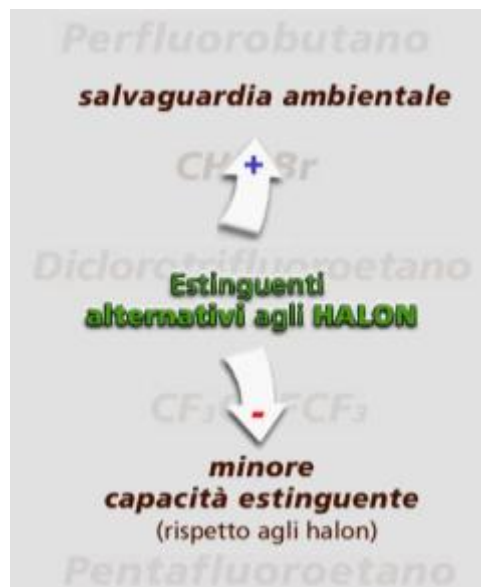 Perfluorobutano
salvaguardia ambientale
+
Diclorotrifluoroetano
Estinguenti
alternativi agli HALON
-
minore
capacità estinguente
(rispetto agli halon)
Pentafluoroetano